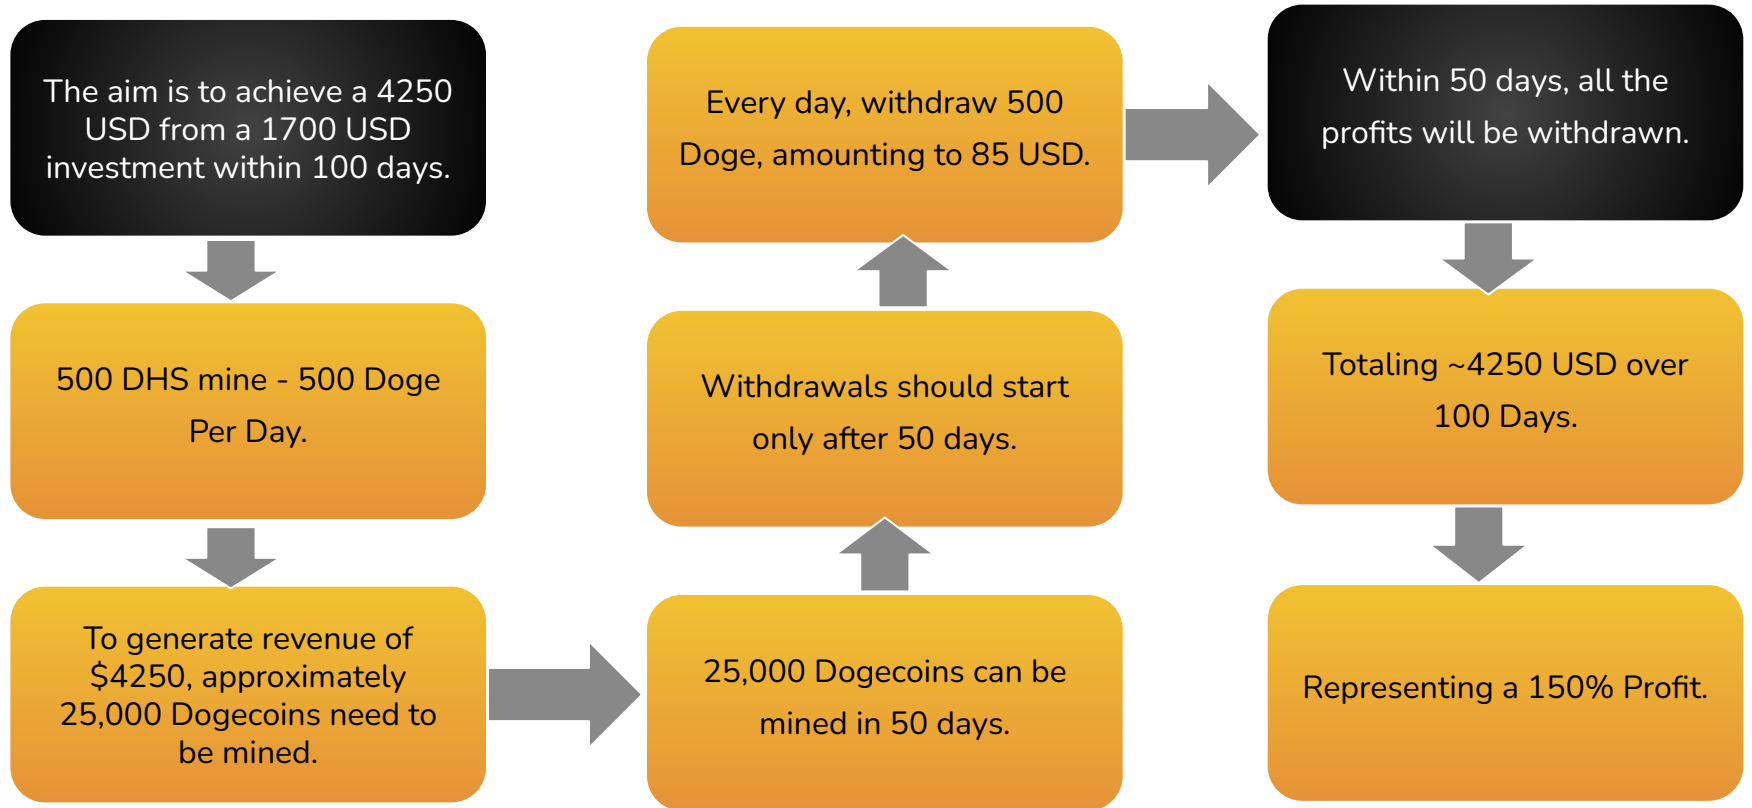 The aim is to achieve a 4250
USD from a 1700 USD
investment within 100 days.
500 DHS mine - 500 Doge
Per Day.
To generate revenue of
$4250, approximately
25,000 Dogecoins need to
be mined.
25,000 Dogecoins can be
mined in 50 days.
Withdrawals should start
only after 50 days.
Every day, withdraw 500
Doge, amounting to 85 USD.
Within 50 days, all the
profits will be withdrawn.
Totaling ~4250 USD over
100 Days.
Representing a 150% Profit.